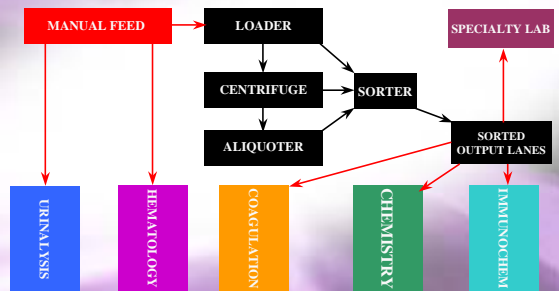 MANUAL FEED
LOADER
SPECIALTY LAB
CENTRIFUGE
SORTER
ALIQUOTER
SORTED
OUTPUT LANES
URINALYSIS
HEMATOLOGY
COAGULATION
CHEMISTRY
IMMUNOCHEM